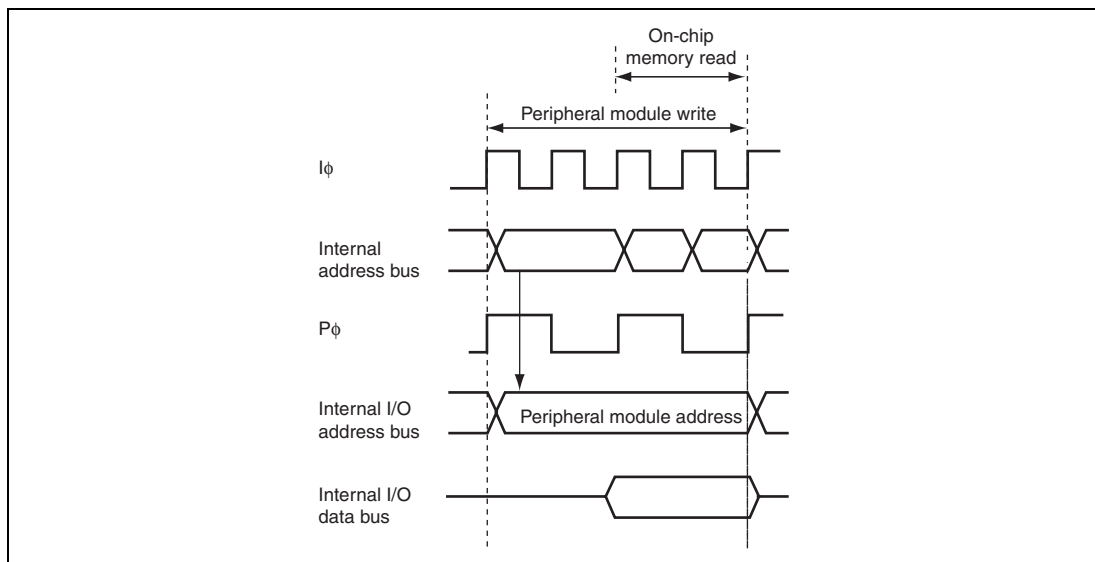 On-chip
memory read
Peripheral module write
Iϕ
Internal
address bus
Pϕ
Internal I/O
address bus
Peripheral module address
Internal I/O
data bus